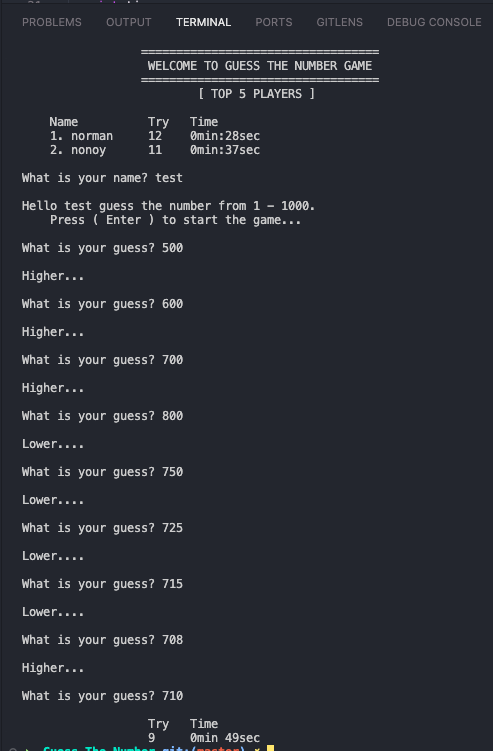 PROBLEMS OUTPUT TERMINAL PORTS GITLENS DEBUG CONSOLE
==================================
WELCOME TO GUESS THE NUMBER GAME
==================================
[ TOP 5 PLAYERS ]
Name Try Time
1. norman 12 0min:28sec
2. nonoy 11 0min:37sec
What is your name? test
Hello test guess the number from 1 - 1000.
Press ( Enter ) to start the game...
What is your guess? 500
Higher...
What is your guess? 600
Higher...
What is your guess? 700
Higher...
What is your guess? 800
Lower....
What is your guess? 750
Lower....
What is your guess? 725
Lower....
What is your guess? 715
Lower....
What is your guess? 708
Higher...
What is your guess? 710
Try Time
9 0min 49sec
Guess The Number git:(master) ✗